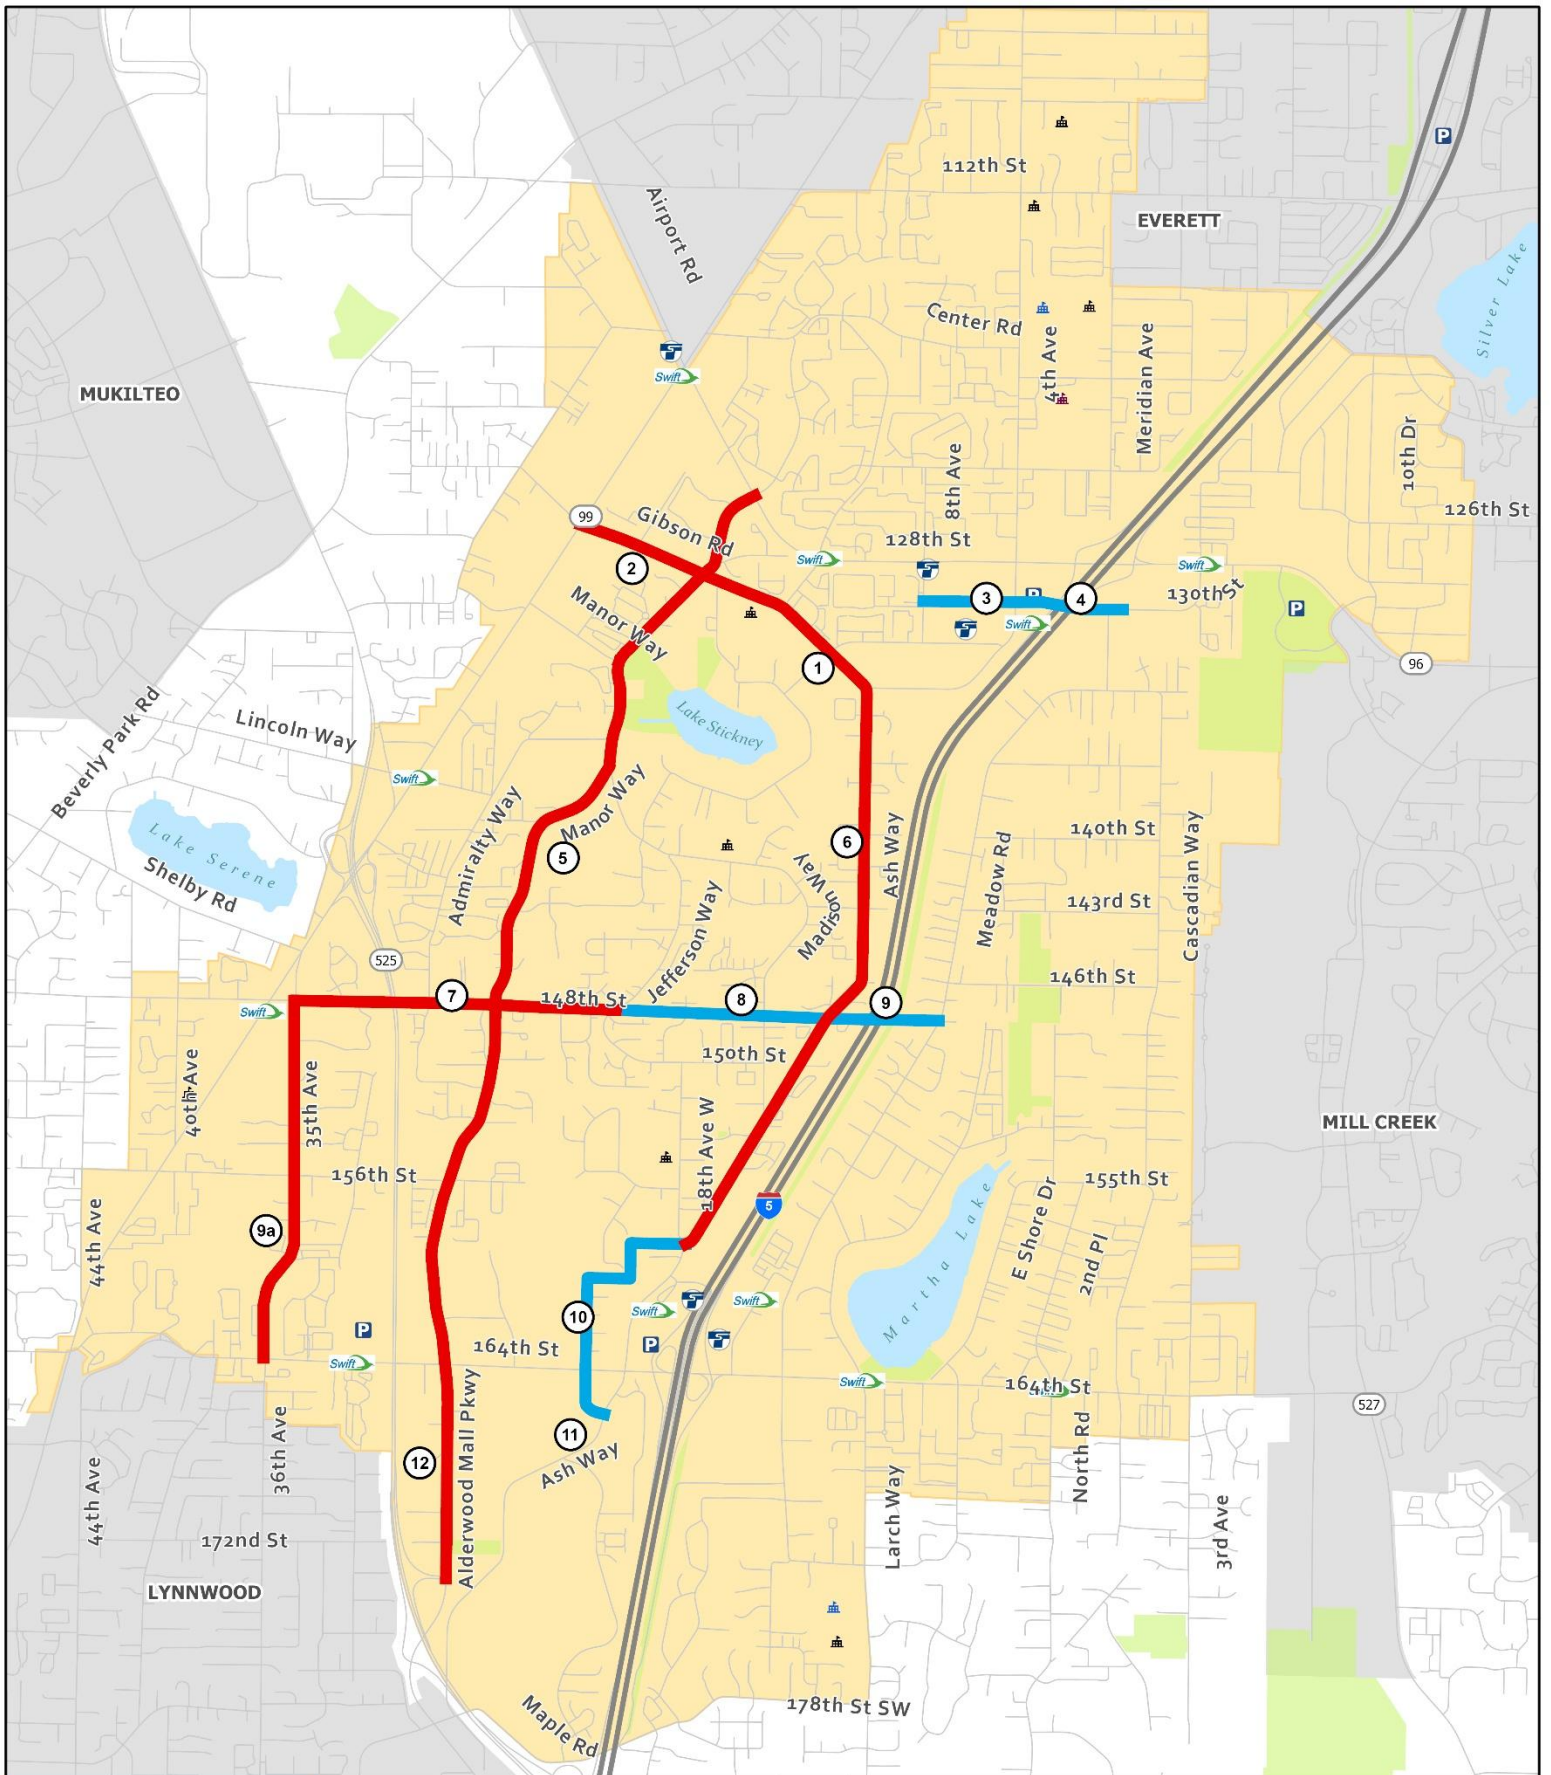 112th St
P
EVERETT
Airport Rd
Silver Lake
Center Rd
4th Ave
Meridian Ave
MUKILTEO
Swift
10th Dr
8th Ave
126th St
99
Gibson Rd
128th St
Swift
Swift
2
130th St
Manor Way
3
4
P
P
Swift
1
96
Lake Stickney
Beverly Park Rd
Lincoln Way
Swift
Manor Way
Admiralty Way
140th St
Ash Way
6
5
Lake Serene
Shelby Rd
Meadow Rd
Cascadian Way
Madison Way
Jefferson Way
143rd St
525
146th St
7
148th St
8
9
Swift
150th St
40th Ave
35th Ave
MILL CREEK
18th Ave W
156th St
155th St
5
9a
44th Ave
E Shore Dr
2nd Pl
Martha Lake
Swift
Swift
10
P
164th St
P
Swift
Swift
164th St
Swift
527
11
12
Ash Way
Alderwood Mall Pkwy
36th Ave
44th Ave
Larch Way
North Rd
3rd Ave
172nd St
LYNNWOOD
178th St SW
Maple Rd